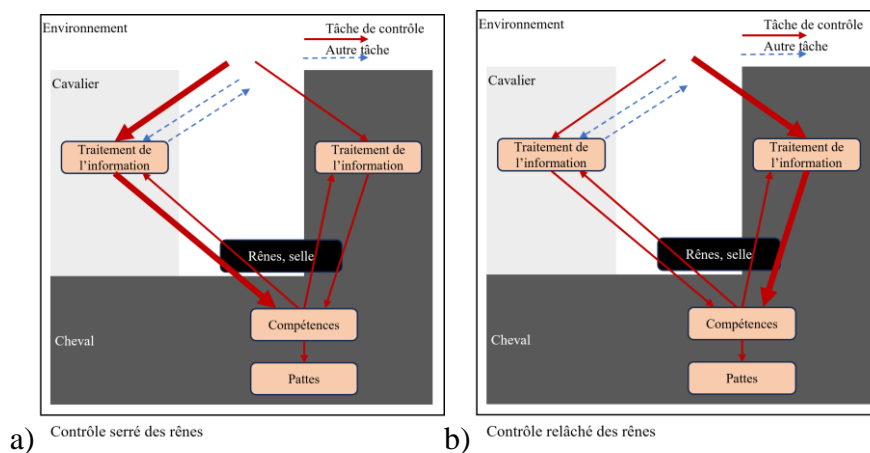 Environnement
Tâche de contrôle
Autre tâche
Cavalier
Traitement de
l'information
Traitement de
l'information
Rênes, selle
Compétences
Cheval
Pattes
a) Contrôle serré des rênes
Environnement
Tâche de contrôle
Autre tâche
Cavalier
Traitement de
l'information
Traitement de
l'information
Rênes, selle
Compétences
Cheval
Pattes
b) Contrôle relâché des rênes